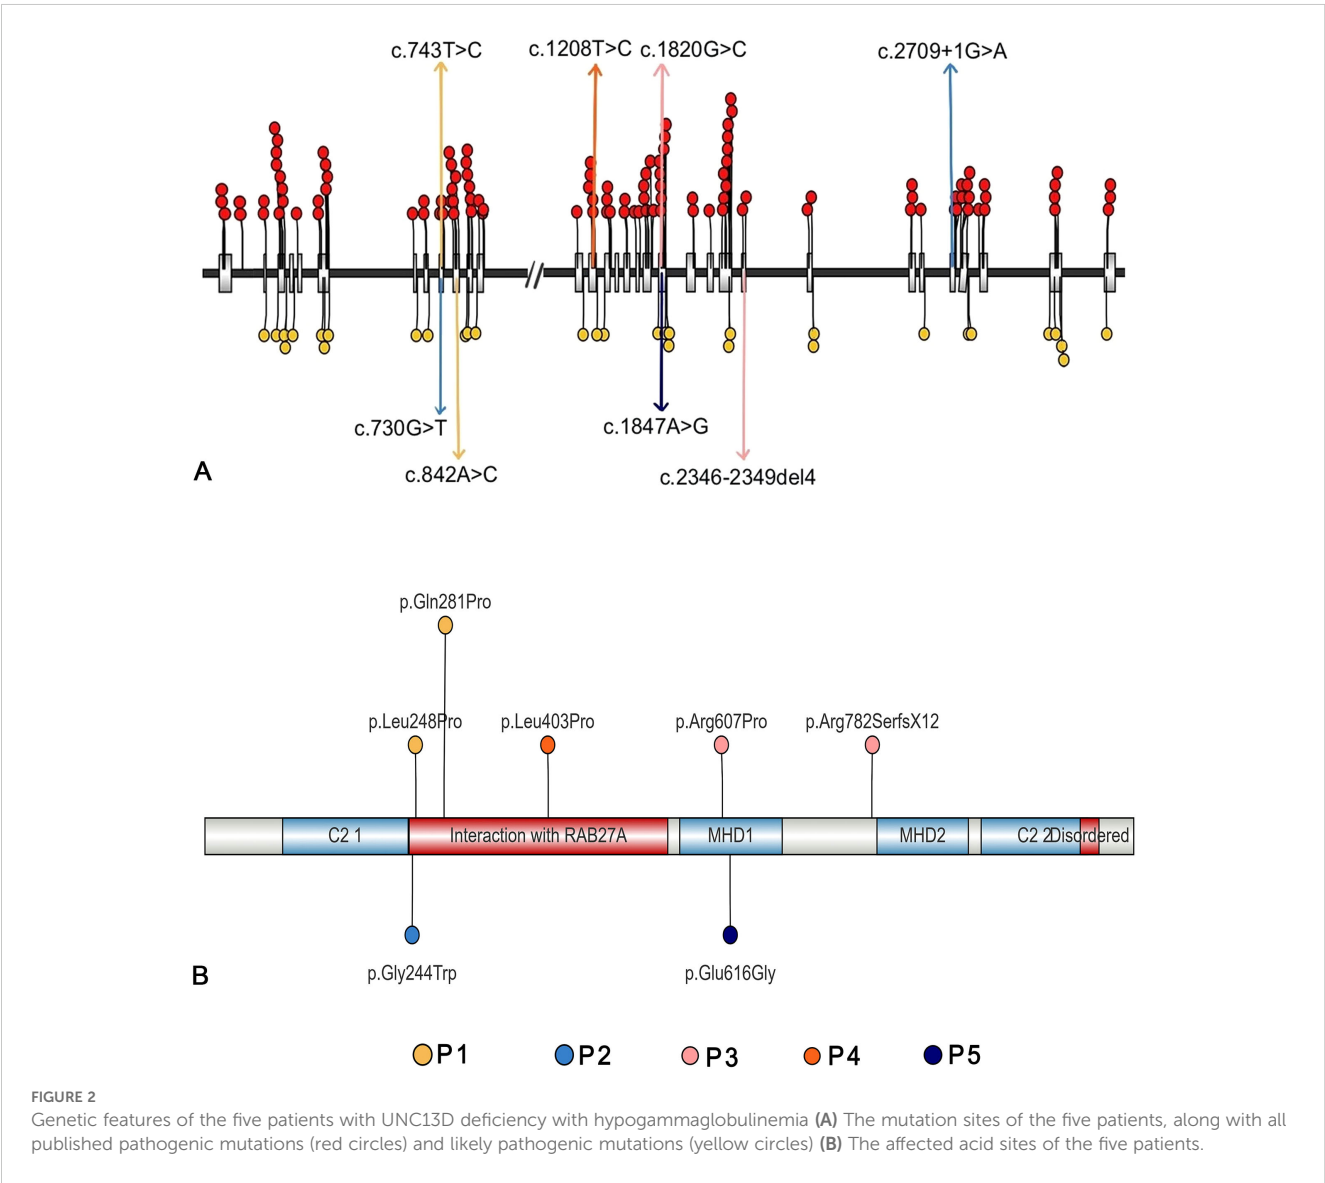 c.743T>C
c.1208T>C
c.1820G>C
c.2709+1G>A
c.730G>T
c.1847A>G
c.842A>C
c.2346-2349del4
A
p.Gln281Pro
p.Leu248Pro
p.Leu403Pro
p.Arg607Pro
p.Arg782SerfsX12
C2 1
Interaction with RAB27A
MHD1
MHD2
C2 2
Disordered
p.Gly244Trp
p.Glu616Gly
B
P1
P2
P3
P4
P5
FIGURE 2
Genetic features of the five patients with UNC13D deficiency with hypogammaglobulinemia (A) The mutation sites of the five patients, along with all
published pathogenic mutations (red circles) and likely pathogenic mutations (yellow circles) (B) The affected acid sites of the five patients.